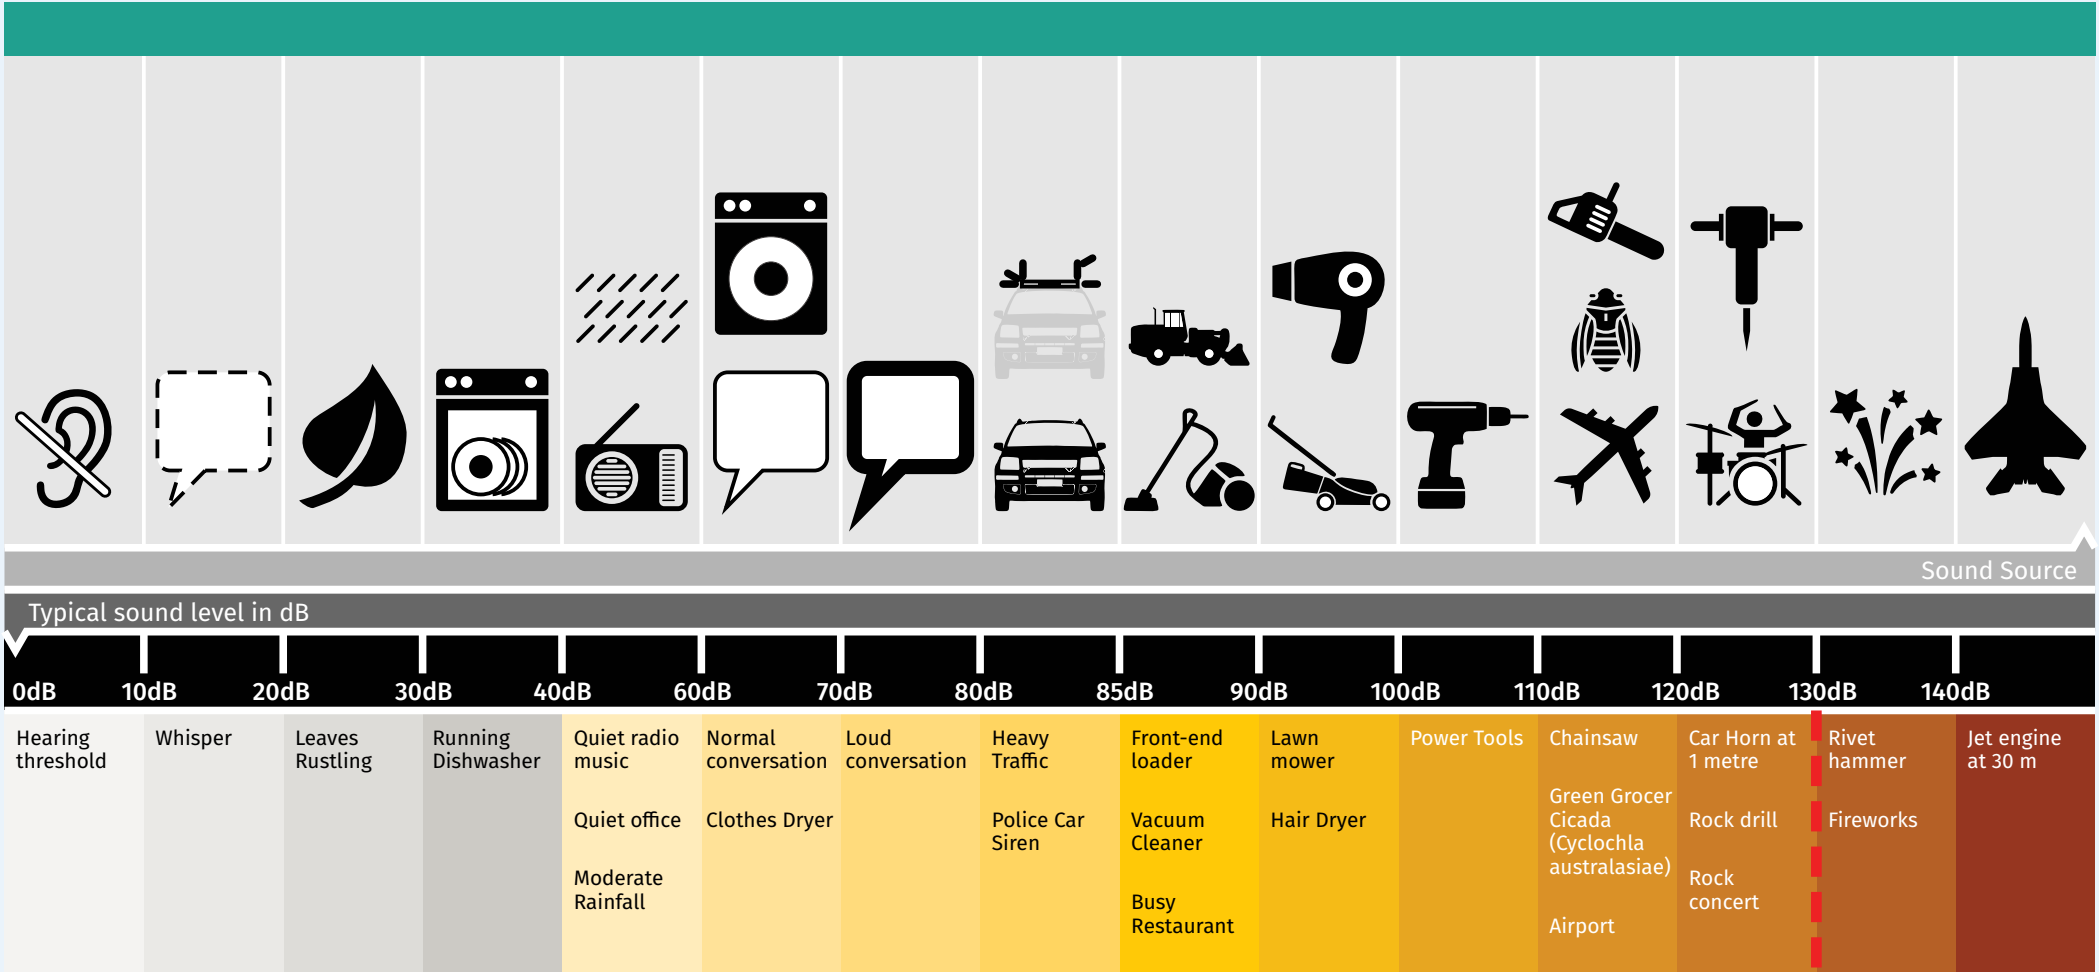 Sound Source
Typical sound level in dB
0dB 10dB 20dB 30dB 40dB 60dB 70dB 80dB 85dB 90dB 100dB 110dB 120dB 130dB 140dB
Hearing
threshold
Whisper
Leaves
Rustling
Running
Dishwasher
Quiet radio
music
Quiet office
Moderate
Rainfall
Normal
conversation
Clothes Dryer
Loud
conversation
Heavy
Traffic
Police Car
Siren
Front-end
loader
Vacuum
Cleaner
Busy
Restaurant
Lawn
mower
Hair Dryer
Power Tools
Chainsaw
Green Grocer
Cicada
(Cyclochla
australasiae)
Airport
Car Horn at
1 metre
Rock drill
Rock
concert
Rivet
hammer
Fireworks
Jet engine
at 30 m